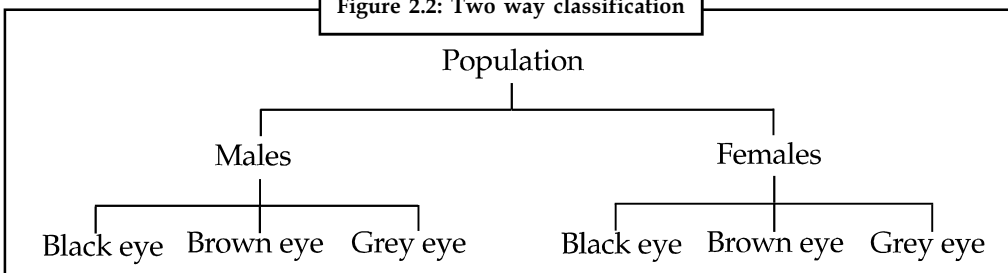 Figure 2.2: Two way classification
Population
Males Females
Black eye Brown eye Grey eye Black eye Brown eye Grey eye